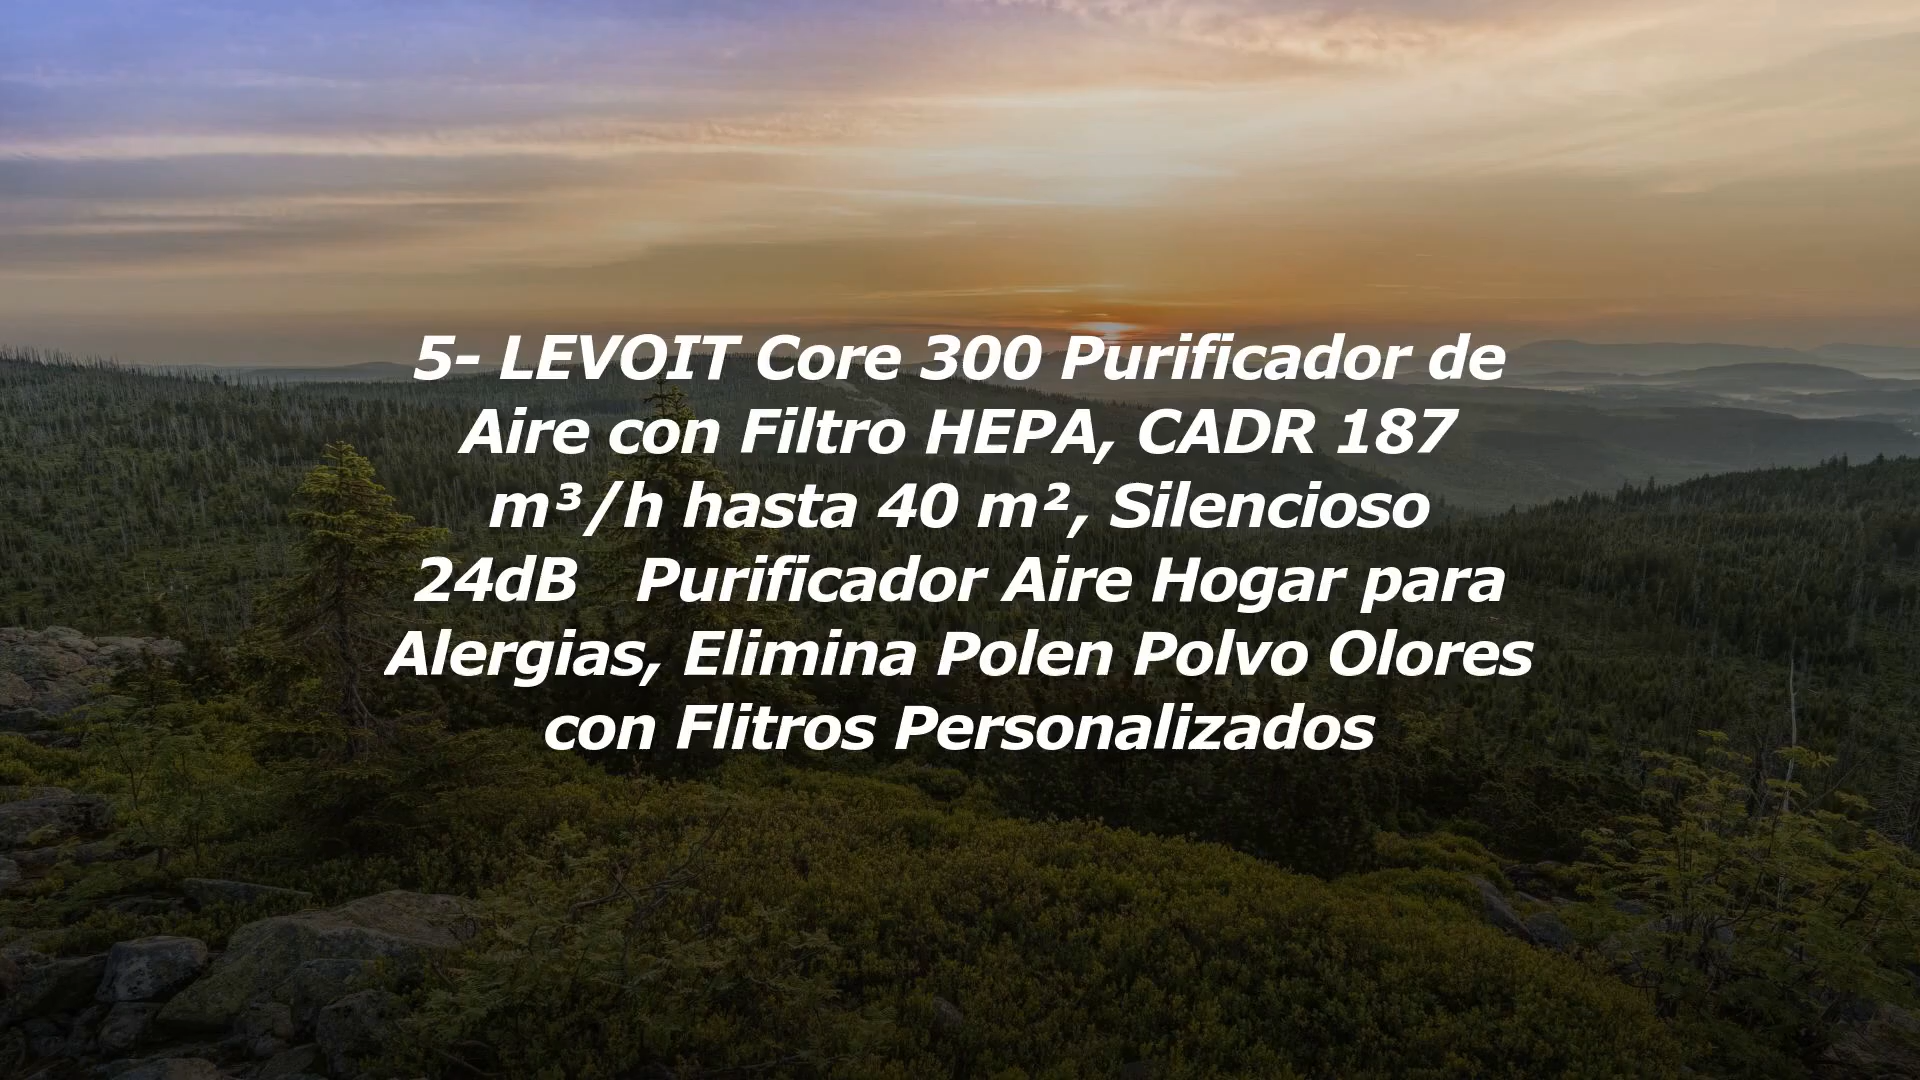 5- LEVOIT Core 300 Purificador de
Aire con Filtro HEPA, CADR 187
m³/h hasta 40 m², Silencioso
24dB   Purificador Aire Hogar para
Alergias, Elimina Polen Polvo Olores
con Flitros Personalizados